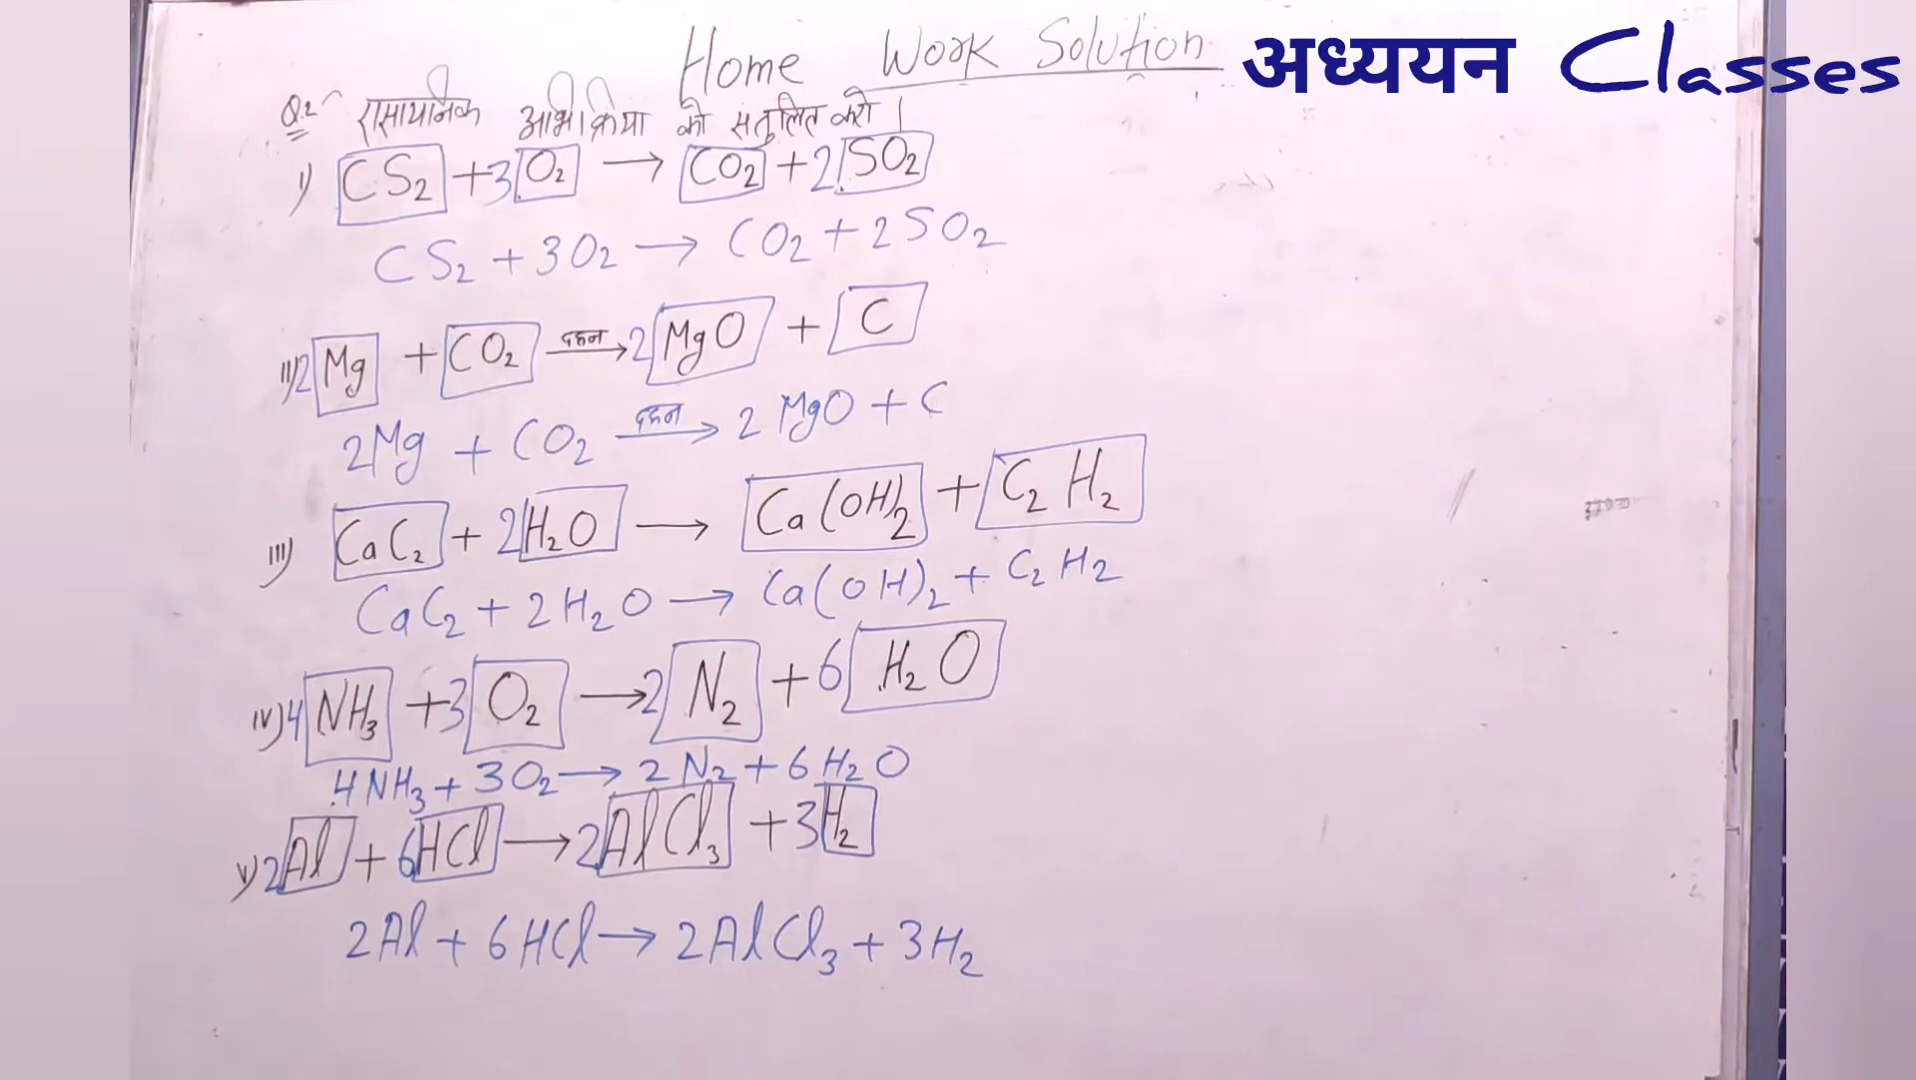 Home Work Solution
अध्ययन Classes
Q.2 रासायनिक अभिक्रिया को संतुलित करो।
i) CS₂ + 3O₂ → CO₂ + 2SO₂
CS₂ + 3O₂ → CO₂ + 2SO₂
ii) 2Mg + CO₂ दहन→ 2MgO + C
2Mg + CO₂ दहन→ 2MgO + C
iii) CaC₂ + 2H₂O → Ca(OH)₂ + C₂H₂
CaC₂ + 2H₂O → Ca(OH)₂ + C₂H₂
iv) 4NH₃ + 3O₂ → 2N₂ + 6H₂O
4NH₃ + 3O₂ → 2N₂ + 6H₂O
v) 2Al + 6HCl → 2AlCl₃ + 3H₂
2Al + 6HCl → 2AlCl₃ + 3H₂